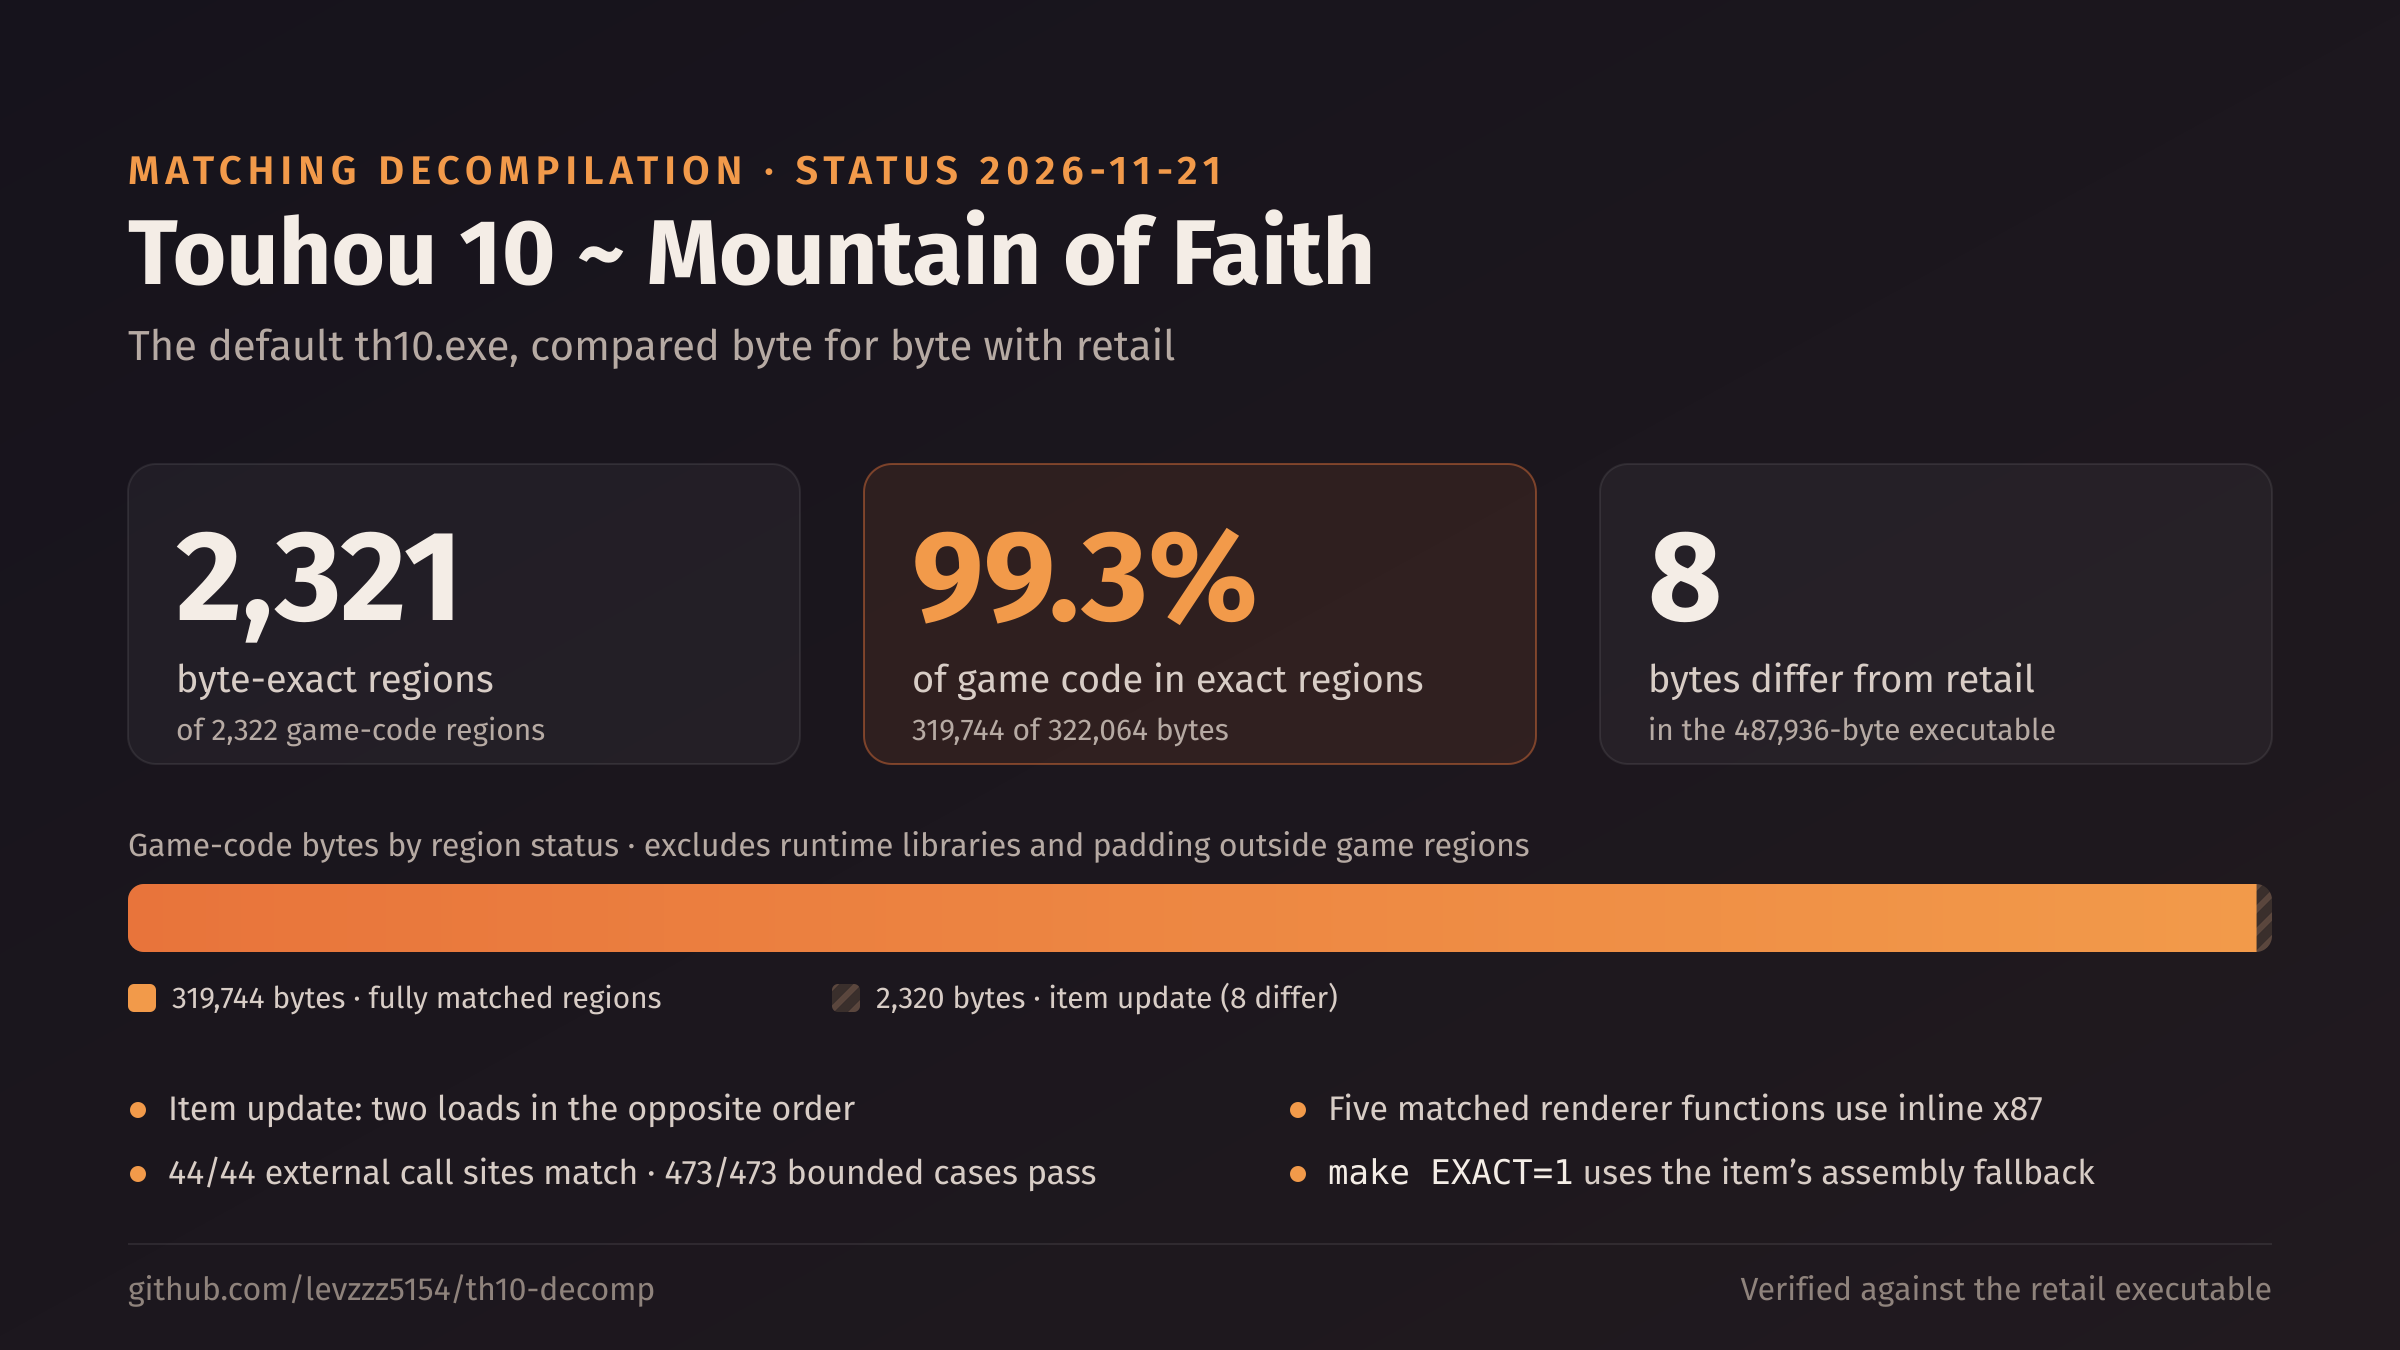 MATCHING DECOMPILATION · STATUS 2026-11-21
Touhou 10 ~ Mountain of Faith
The default th10.exe, compared byte for byte with retail
2,321
byte-exact regions
of 2,322 game-code regions
99.3%
of game code in exact regions
319,744 of 322,064 bytes
8
bytes differ from retail
in the 487,936-byte executable
Game-code bytes by region status · excludes runtime libraries and padding outside game regions
319,744 bytes · fully matched regions
2,320 bytes · item update (8 differ)
Item update: two loads in the opposite order
44/44 external call sites match · 473/473 bounded cases pass
Five matched renderer functions use inline x87
make EXACT=1 uses the item’s assembly fallback
github.com/levzzz5154/th10-decomp
Verified against the retail executable